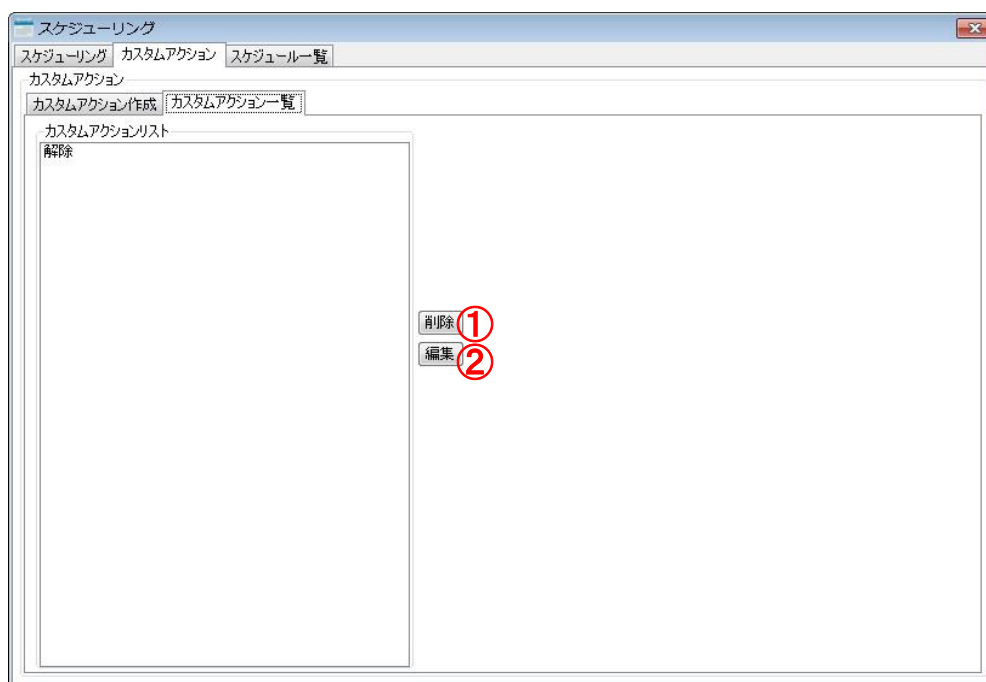 スケジューリング
スケジューリング カスタムアクション スケジュール一覧
カスタムアクション
カスタムアクション作成 カスタムアクション一覧
カスタムアクションリスト
解除
削除 ①
編集 ②